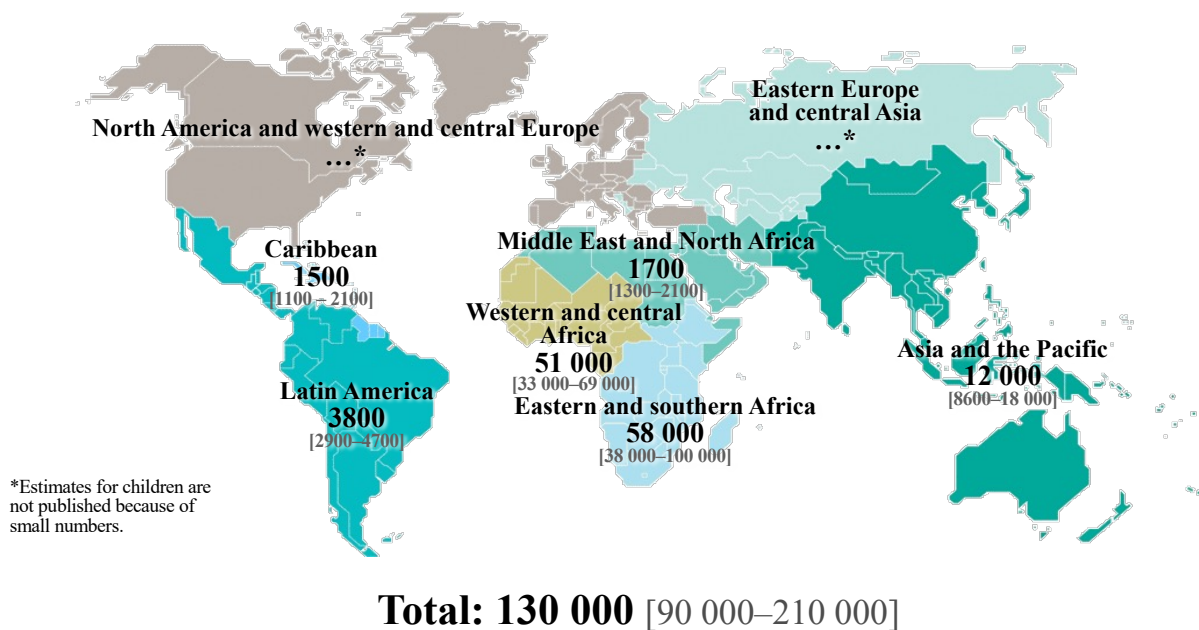 Eastern Europe
and central Asia
…*
North America and western and central Europe
…*
Caribbean
1500
[1100 – 2100]
Middle East and North Africa
1700
[1300–2100]
Western and central
Africa
51 000
[33 000–69 000]
Asia and the Pacific
12 000
[8600–18 000]
Latin America
3800
[2900–4700]
Eastern and southern Africa
58 000
[38 000–100 000]
*Estimates for children are
not published because of
small numbers.
Total: 130 000 [90 000–210 000]